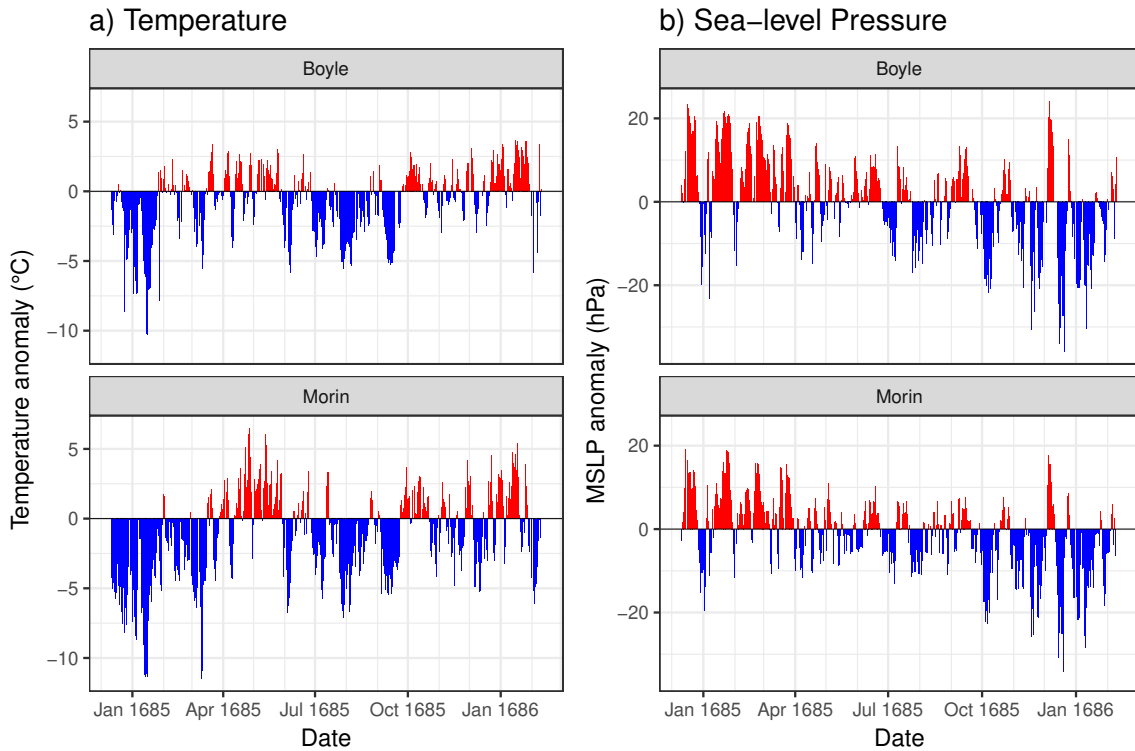 a) Temperature
Boyle
5
0
−5
−10
Morin
5
0
−5
−10
Temperature anomaly (°C)
Jan 1685 Apr 1685 Jul 1685 Oct 1685 Jan 1686
Date
b) Sea−level Pressure
Boyle
20
0
−20
Morin
20
0
−20
MSLP anomaly (hPa)
Jan 1685 Apr 1685 Jul 1685 Oct 1685 Jan 1686
Date